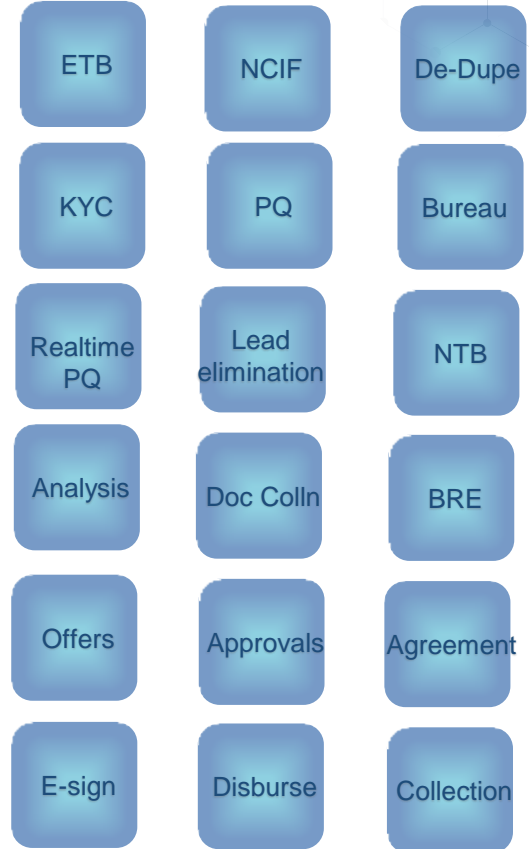 ETB
NCIF
De-Dupe
KYC
PQ
Bureau
Realtime
PQ
Lead
elimination
NTB
Analysis
Doc Colln
BRE
Offers
Approvals
Agreement
E-sign
Disburse
Collection